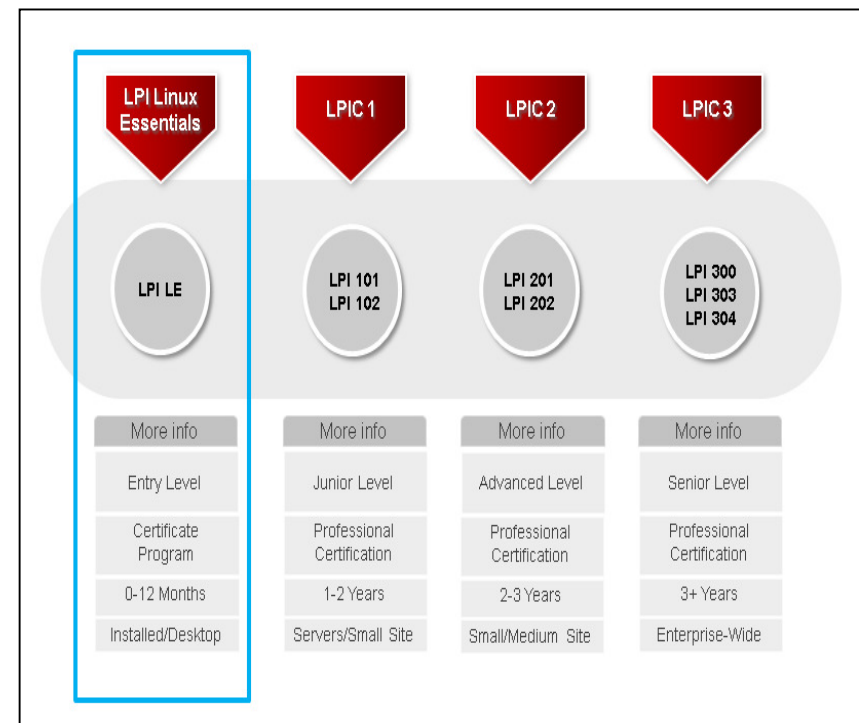 LPI Linux
Essentials
LPIC 1
LPIC 2
LPIC 3
LPI LE
LPI 101
LPI 102
LPI 201
LPI 202
LPI 300
LPI 303
LPI 304
More info
More info
More info
More info
Entry Level
Junior Level
Advanced Level
Senior Level
Certificate
Program
Professional
Certification
Professional
Certification
Professional
Certification
0-12 Months
1-2 Years
2-3 Years
3+ Years
Installed/Desktop
Servers/Small Site
Small/Medium Site
Enterprise-Wide